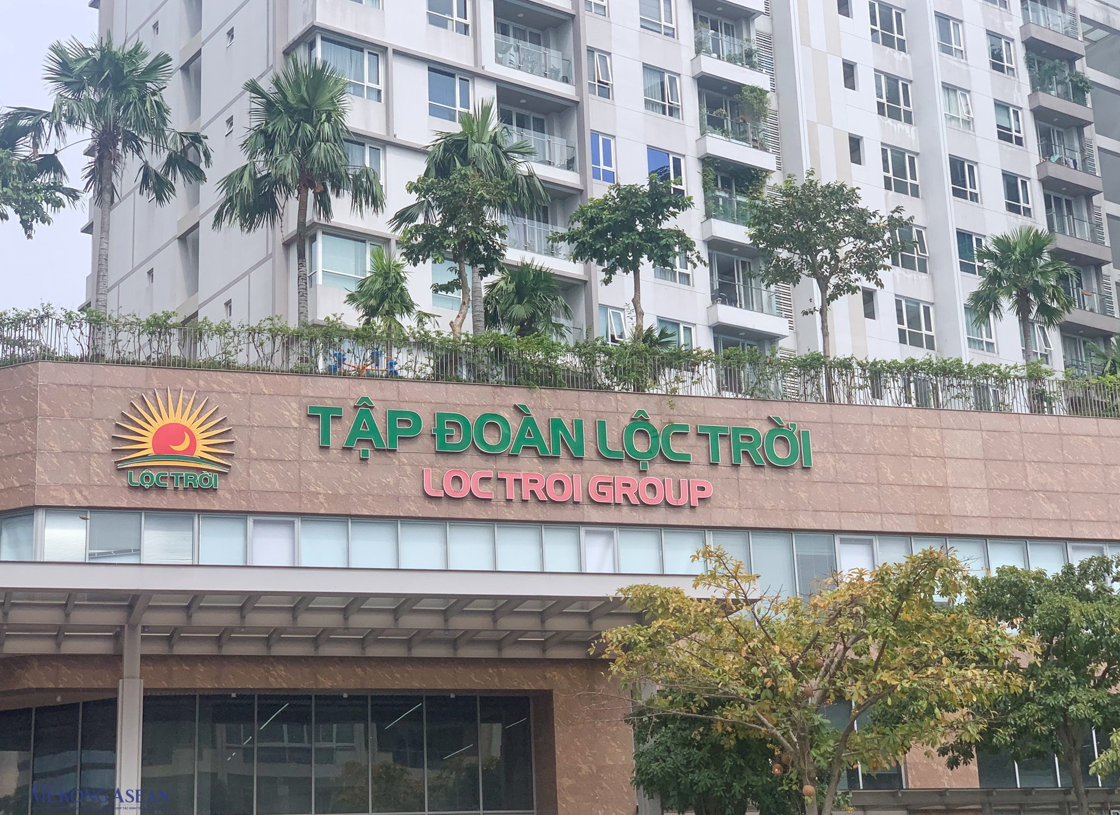 TẬP ĐOÀN LỘC TRỜI
LOC TROI GROUP
LỘC TRỜI
MEKONG ASEAN